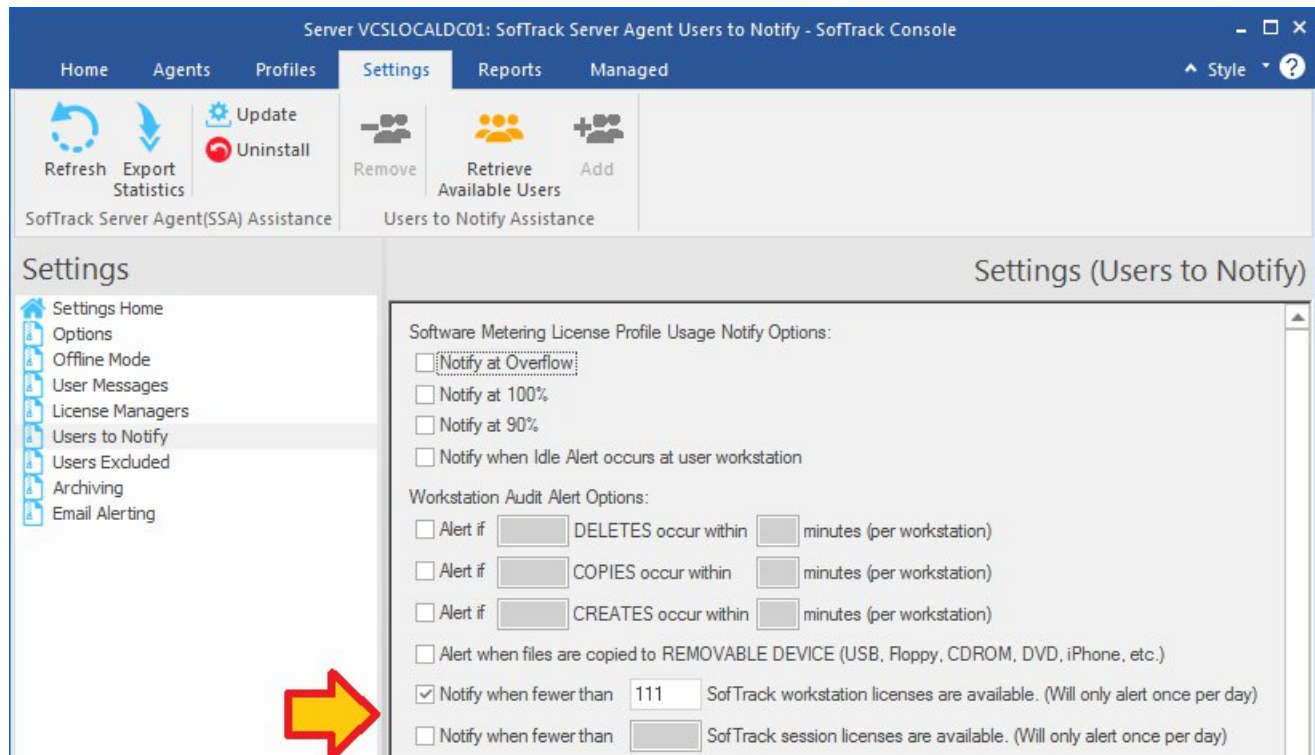 Server VCSLOCALDC01: SofTrack Server Agent Users to Notify - SofTrack Console
Home Agents Profiles Settings Reports Managed Style ?
Refresh
Export Statistics
Update
Uninstall
SofTrack Server Agent(SSA) Assistance
Remove
Retrieve Available Users
Add
Users to Notify Assistance
Settings
Settings Home
Options
Offline Mode
User Messages
License Managers
Users to Notify
Users Excluded
Archiving
Email Alerting
Settings (Users to Notify)
Software Metering License Profile Usage Notify Options:
Notify at Overflow
Notify at 100%
Notify at 90%
Notify when Idle Alert occurs at user workstation
Workstation Audit Alert Options:
Alert if DELETES occur within minutes (per workstation)
Alert if COPIES occur within minutes (per workstation)
Alert if CREATES occur within minutes (per workstation)
Alert when files are copied to REMOVABLE DEVICE (USB, Floppy, CDROM, DVD, iPhone, etc.)
Notify when fewer than 111 SofTrack workstation licenses are available. (Will only alert once per day)
Notify when fewer than SofTrack session licenses are available. (Will only alert once per day)